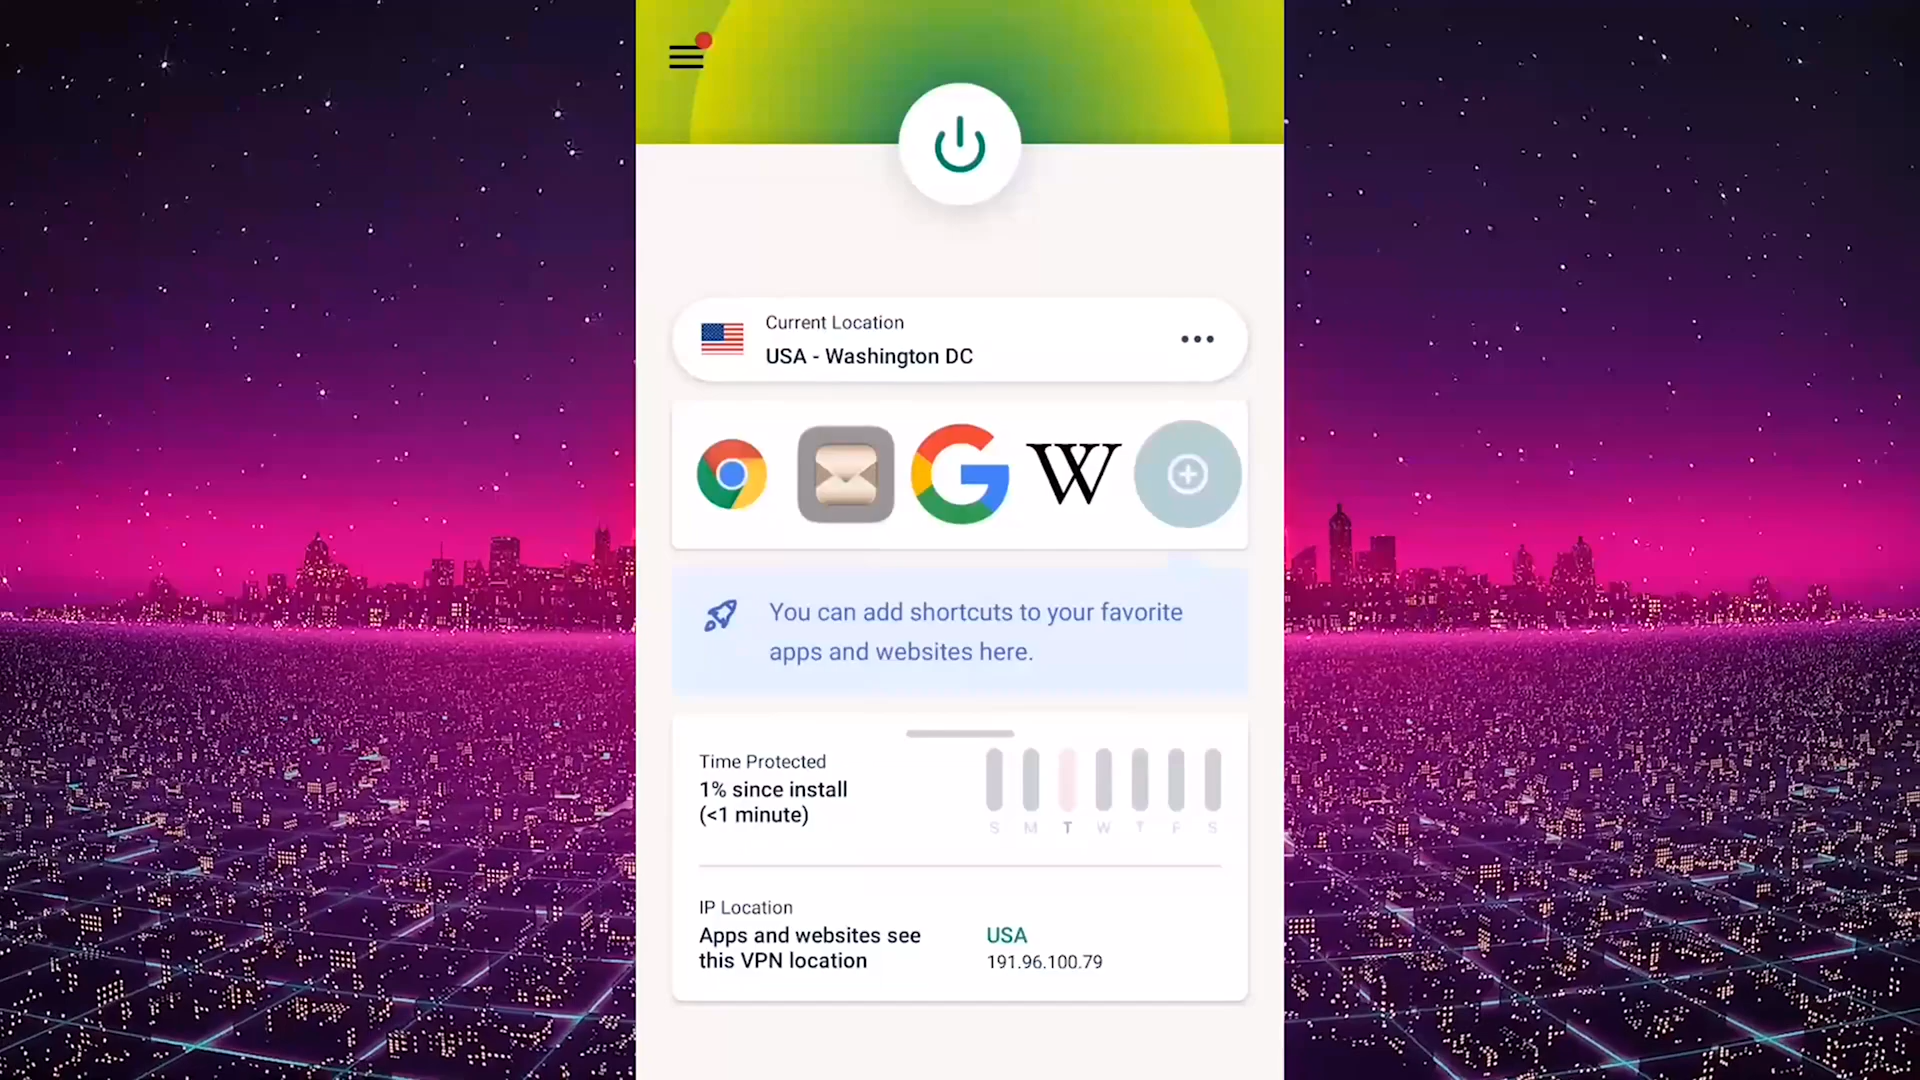 Current Location
USA - Washington DC
W
You can add shortcuts to your favorite
apps and websites here.
Time Protected
1% since install
(<1 minute)
S M T W T F S
IP Location
Apps and websites see
this VPN location
USA
191.96.100.79